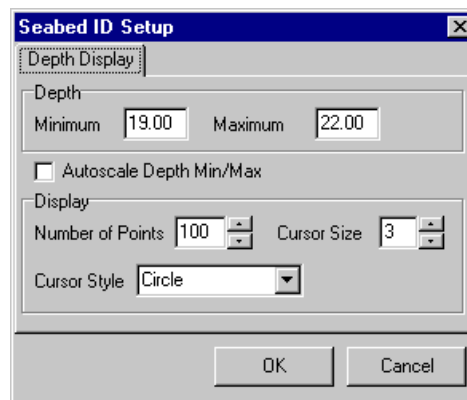 Seabed ID Setup
Depth Display
Depth
Minimum 19.00 Maximum 22.00
Autoscale Depth Min/Max
Display
Number of Points 100 Cursor Size 3
Cursor Style Circle
OK Cancel